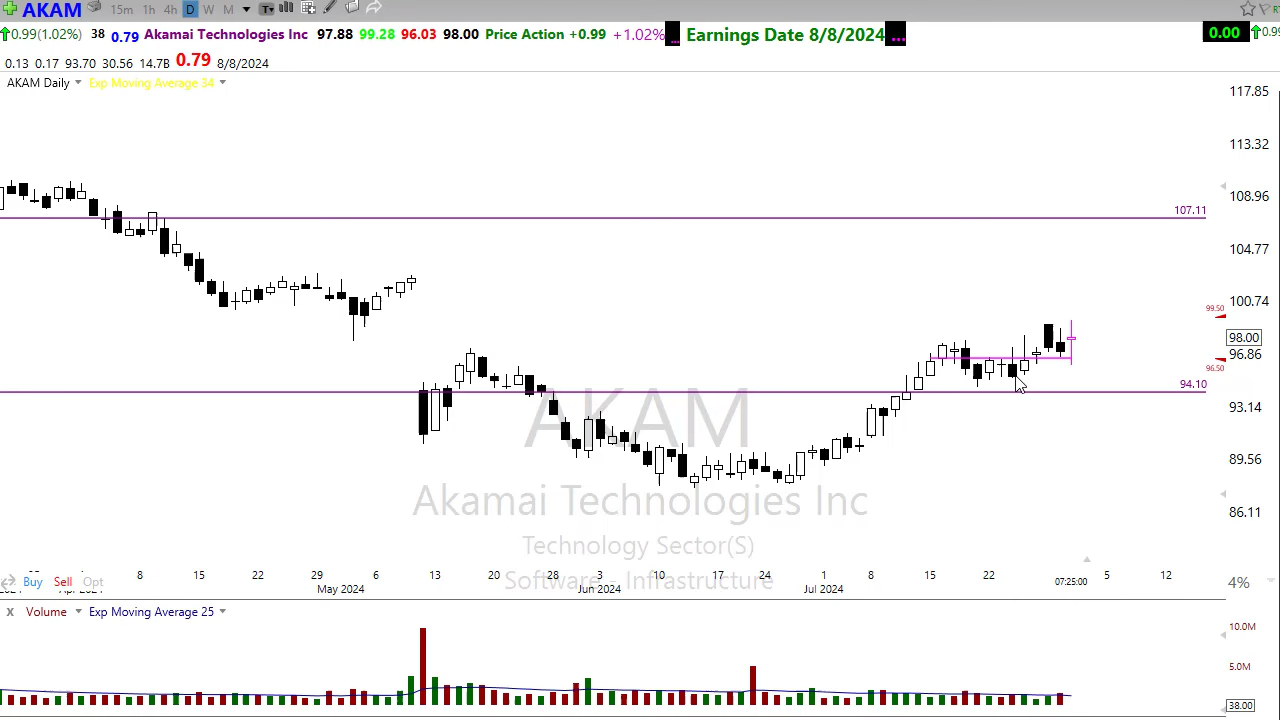 AKAM 15m 1h 4h D W M T
0.99(1.02%) 38 0.79 Akamai Technologies Inc 97.88 99.28 96.03 98.00 Price Action +0.99 +1.02% ... Earnings Date 8/8/2024 ... 0.00
0.13 0.17 93.70 30.56 14.7B 0.79 8/8/2024
AKAM Daily Exp Moving Average 34
117.85
113.32
108.96
107.11
104.77
100.74
99.50
98.00
96.86
96.50
94.10
93.14
89.56
86.11
AKAM
Akamai Technologies Inc
Technology Sector(S)
Software - Infrastructure
8 15 22 29 6 13 20 28 3 10 17 24 1 8 15 22 07:25:00 5 12
Buy Sell Opt 4%
May 2024 Jun 2024 Jul 2024
X Volume Exp Moving Average 25
10.0M
5.0M
38.00